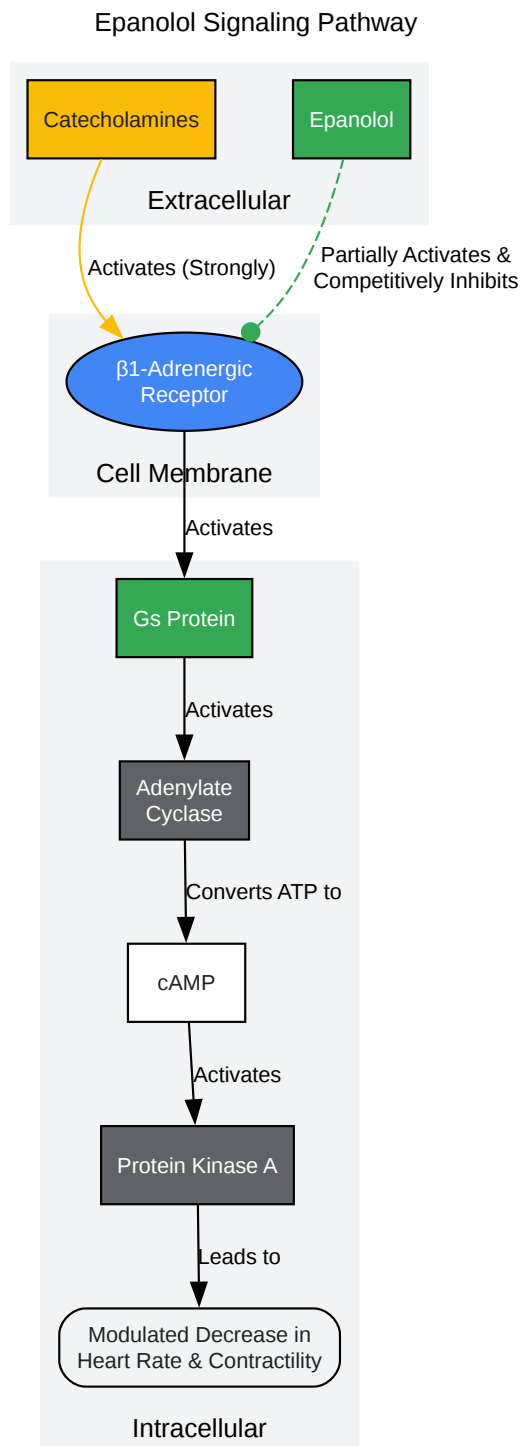 Epanolol Signaling Pathway
Catecholamines
Epanolol
Extracellular
Activates (Strongly)
Partially Activates &
Competitively Inhibits
β1-Adrenergic
Receptor
Cell Membrane
Activates
Gs Protein
Activates
Adenylate
Cyclase
Converts ATP to
cAMP
Activates
Protein Kinase A
Leads to
Modulated Decrease in
Heart Rate & Contractility
Intracellular